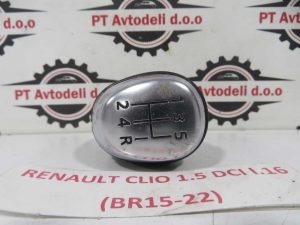 PT Avtodeli d.o.o
PT Avtodeli d.o.o
1 3 5
2 4 R
RENAULT CLIO 1.5 DCI l.16
(BR15-22)